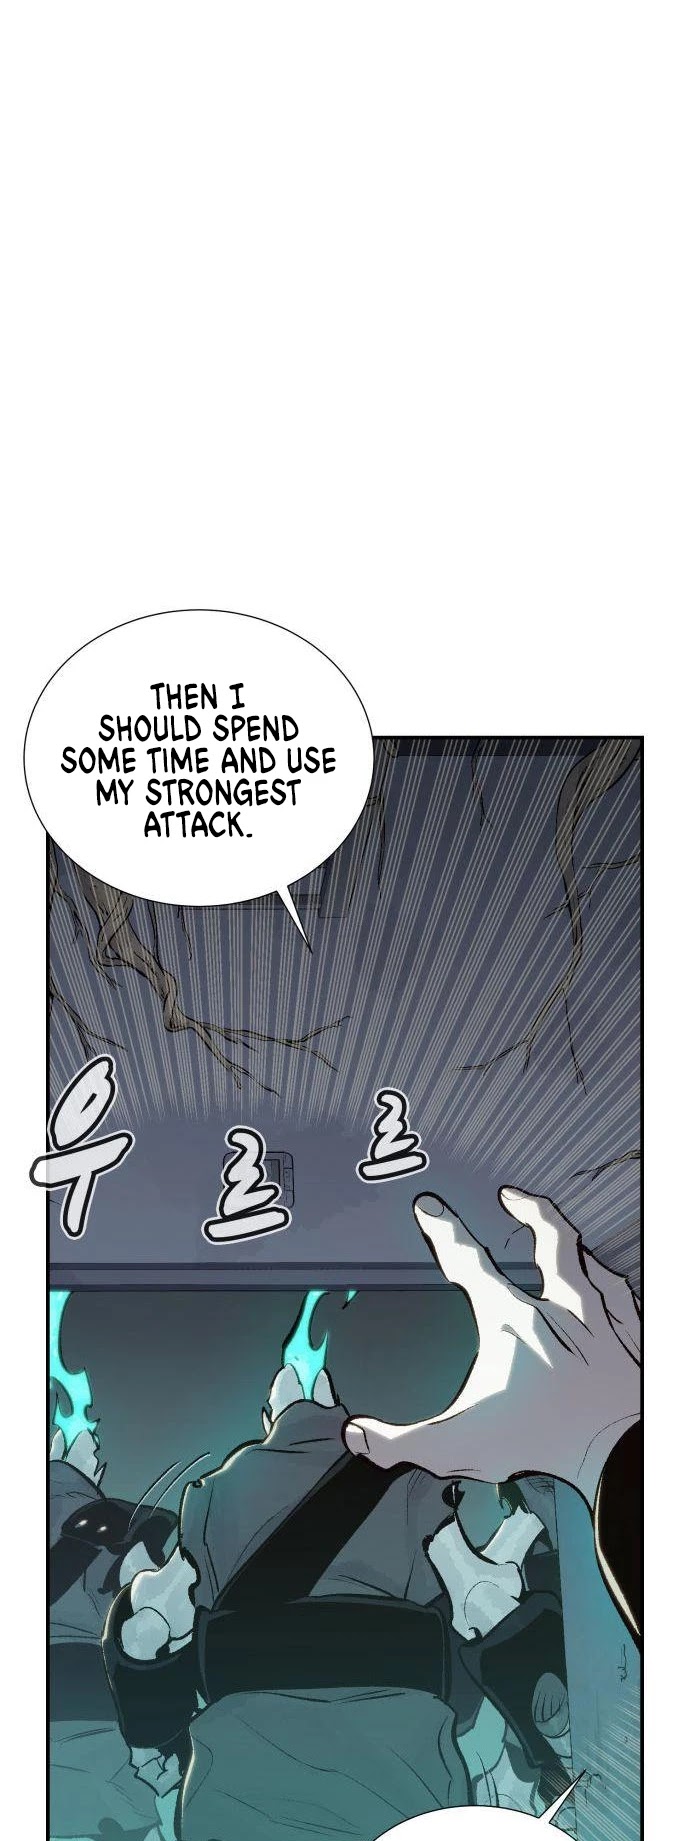 THEN I
SHOULD SPEND
SOME TIME AND USE
MY STRONGEST
ATTACK.
우르르